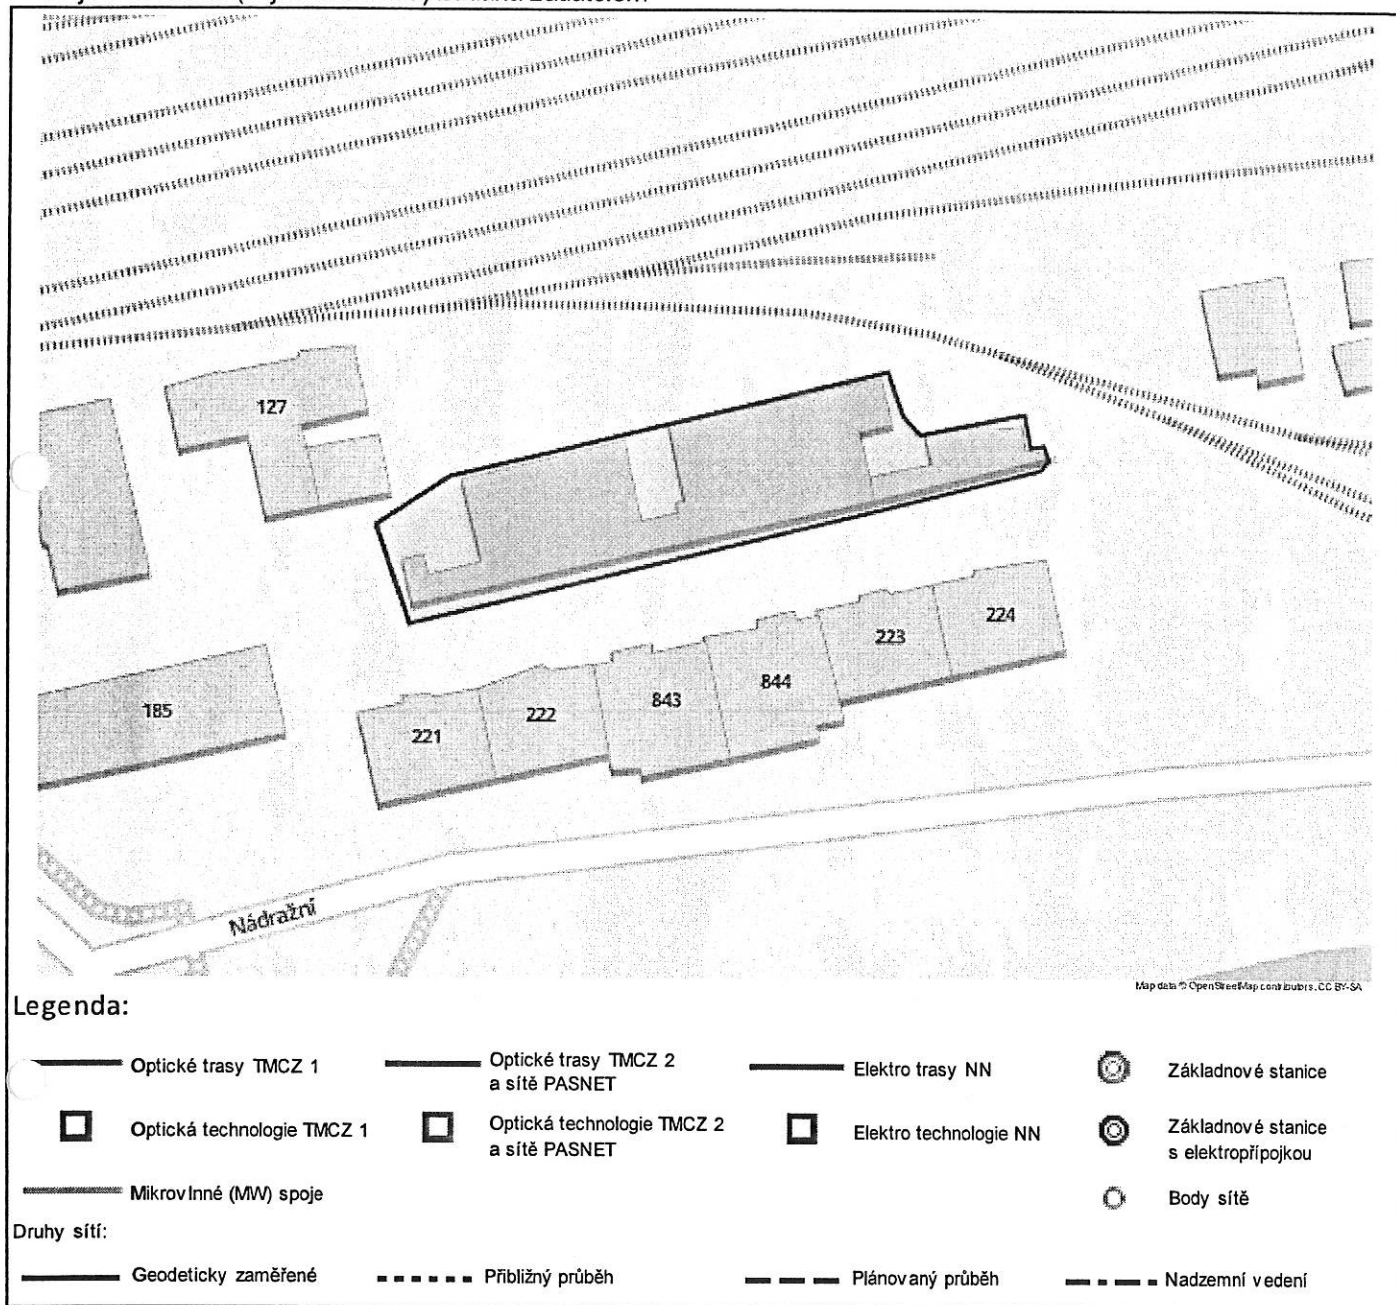 127
224
223
844
843
222
221
185
Nádražní
Map data © OpenStreetMap contributors, CC BY-SA
Legenda:
Optické trasy TMCZ 1
Optické trasy TMCZ 2
a sítě PASNET
Elektro trasy NN
Základnové stanice
Optická technologie TMCZ 1
Optická technologie TMCZ 2
a sítě PASNET
Elektro technologie NN
Základnové stanice
s elektropřípojkou
Mikrovlnné (MW) spoje
Body sítě
Druhy sítí:
Geodeticky zaměřené
Přibližný průběh
Plánovaný průběh
Nadzemní vedení